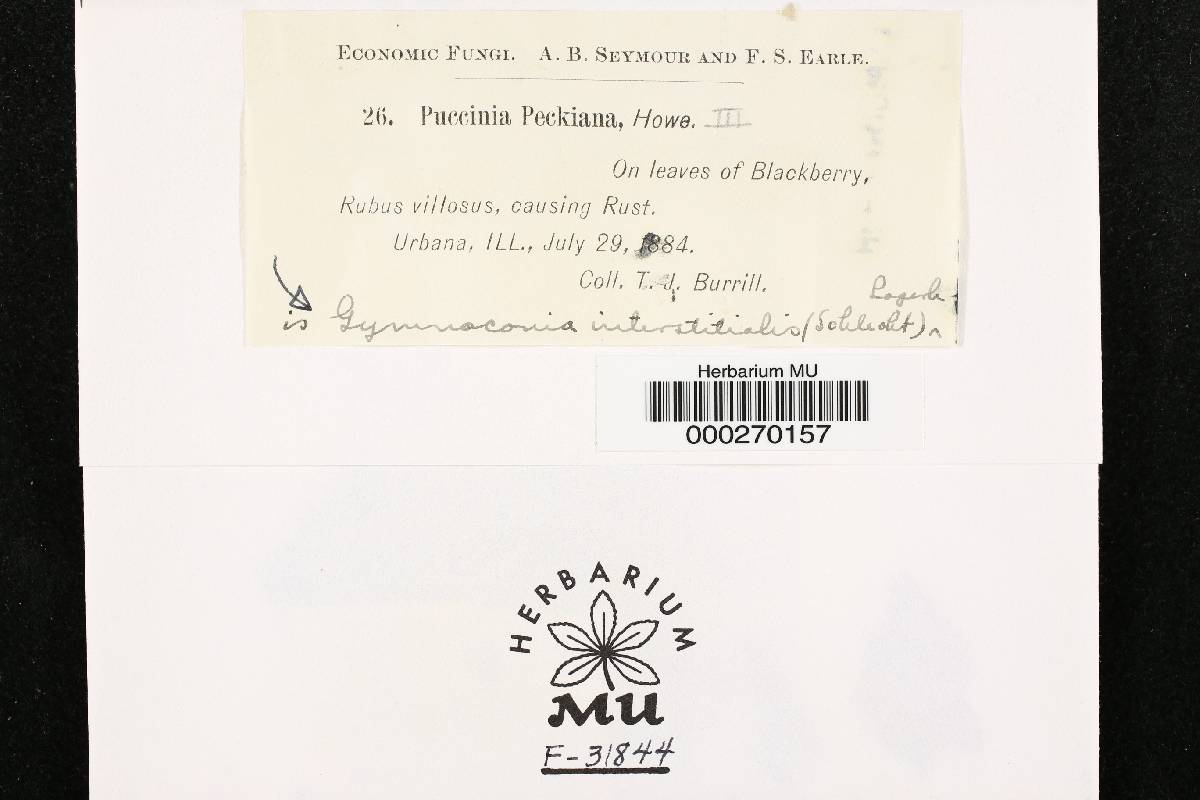 Economic Fungi. A. B. Seymour and F. S. Earle.
26. Puccinia Peckiana, Howe. III
On leaves of Blackberry,
Rubus villosus, causing Rust.
Urbana, ILL., July 29, 1884.
Coll. T. J. Burrill.
Lagerh
is Gymnoconia interstitialis (Schlecht) ^
Herbarium MU
000270157
HERBARIUM
MU
F-31844